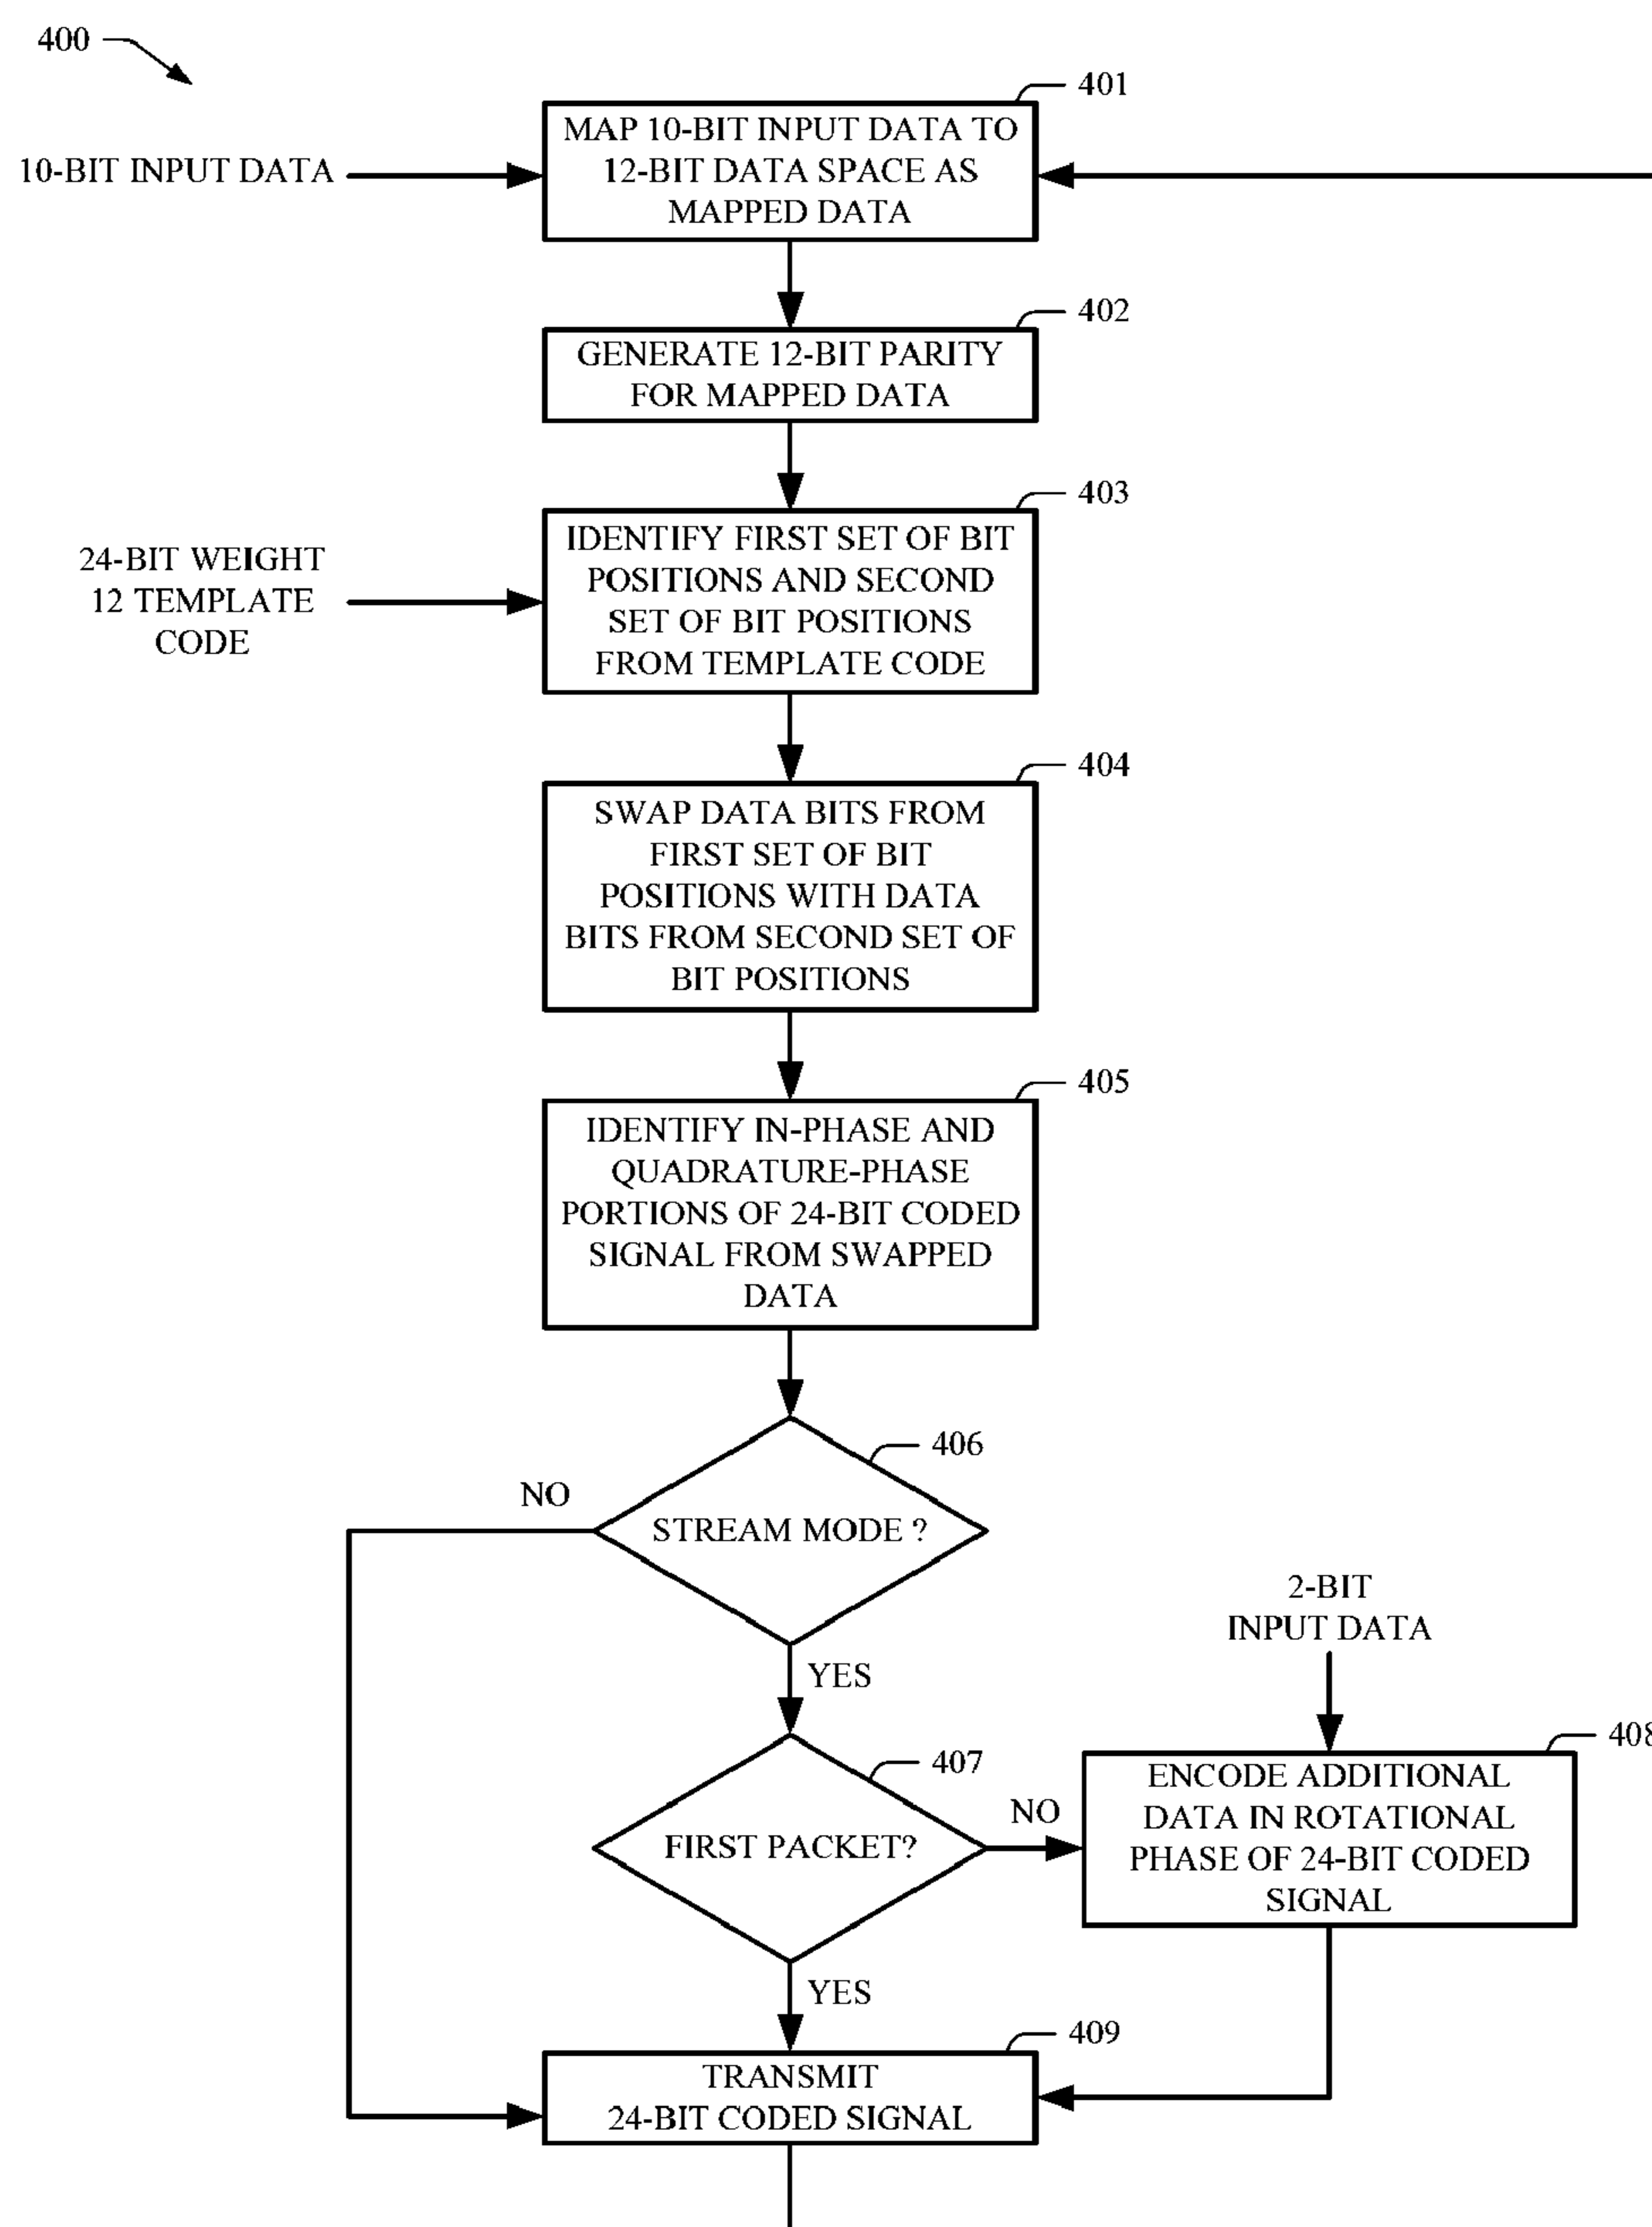 400
401
MAP 10-BIT INPUT DATA TO
12-BIT DATA SPACE AS
MAPPED DATA
10-BIT INPUT DATA
402
GENERATE 12-BIT PARITY
FOR MAPPED DATA
403
IDENTIFY FIRST SET OF BIT
POSITIONS AND SECOND
SET OF BIT POSITIONS
FROM TEMPLATE CODE
24-BIT WEIGHT
12 TEMPLATE
CODE
404
SWAP DATA BITS FROM
FIRST SET OF BIT
POSITIONS WITH DATA
BITS FROM SECOND SET OF
BIT POSITIONS
405
IDENTIFY IN-PHASE AND
QUADRATURE-PHASE
PORTIONS OF 24-BIT CODED
SIGNAL FROM SWAPPED
DATA
406
NO
STREAM MODE ?
YES
2-BIT
INPUT DATA
407
FIRST PACKET?
NO
408
ENCODE ADDITIONAL
DATA IN ROTATIONAL
PHASE OF 24-BIT CODED
SIGNAL
YES
409
TRANSMIT
24-BIT CODED SIGNAL